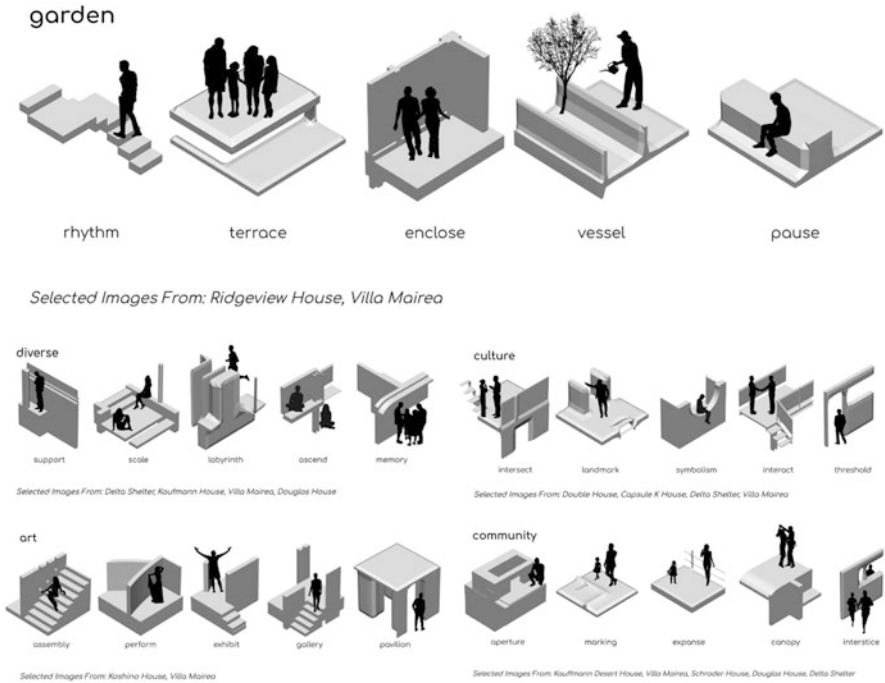 garden
rhythm terrace enclose vessel pause
Selected Images From: Ridgeview House, Villa Mairea
diverse
support scale labyrinth ascend memory
Selected Images From: Delta Shelter, Kaufmann House, Villa Mairea, Douglas House
culture
intersect landmark symbolism interact threshold
Selected Images From: Double House, Capsule K House, Delta Shelter, Villa Mairea
art
assembly perform exhibit gallery pavilion
Selected Images From: Koshino House, Villa Mairea
community
aperture marking expanse canopy interstice
Selected Images From: Kauffmann Desert House, Villa Mairea, Schroder House, Douglas House, Delta Shelter